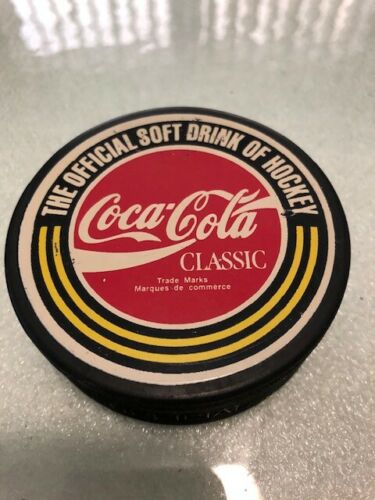 THE OFFICIAL SOFT DRINK OF HOCKEY
Coca-Cola
CLASSIC
Trade Marks
Marques de commerce